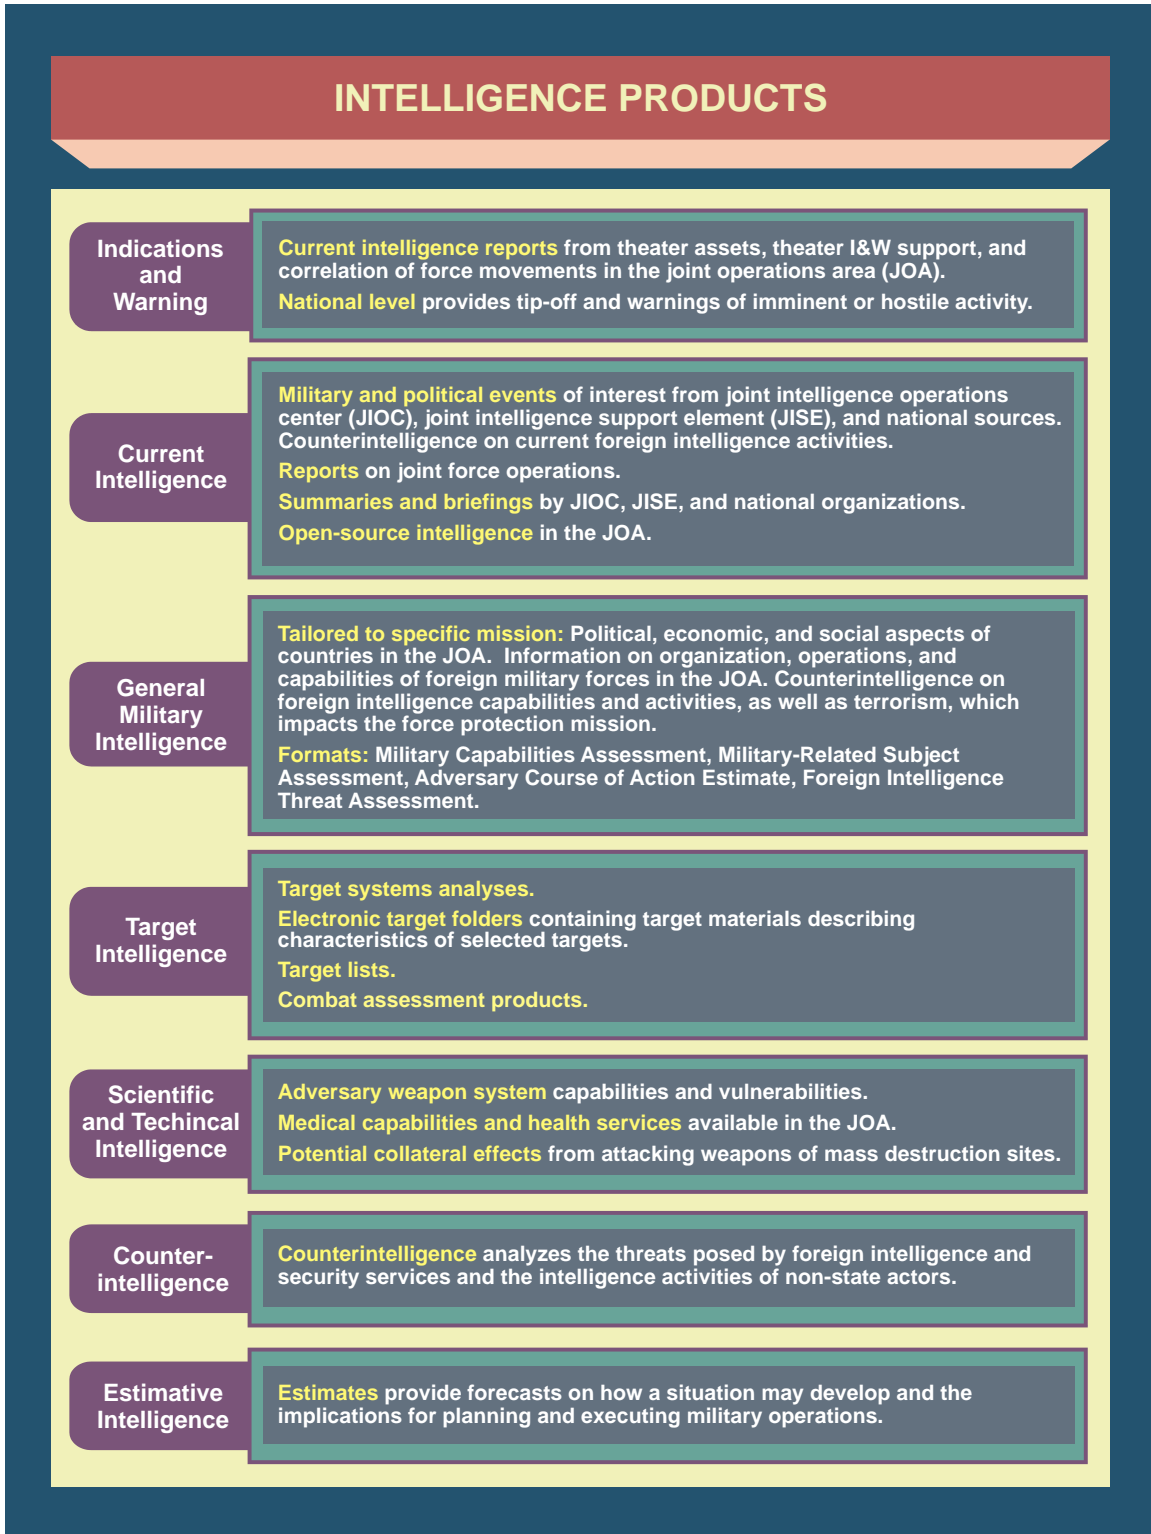 INTELLIGENCE PRODUCTS
Indications
and
Warning
Current intelligence reports from theater assets, theater I&W support, and
correlation of force movements in the joint operations area (JOA).
National level provides tip-off and warnings of imminent or hostile activity.
Current
Intelligence
Military and political events of interest from joint intelligence operations
center (JIOC), joint intelligence support element (JISE), and national sources.
Counterintelligence on current foreign intelligence activities.
Reports on joint force operations.
Summaries and briefings by JIOC, JISE, and national organizations.
Open-source intelligence in the JOA.
General
Military
Intelligence
Tailored to specific mission: Political, economic, and social aspects of
countries in the JOA.  Information on organization, operations, and
capabilities of foreign military forces in the JOA. Counterintelligence on
foreign intelligence capabilities and activities, as well as terrorism, which
impacts the force protection mission.
Formats: Military Capabilities Assessment, Military-Related Subject
Assessment, Adversary Course of Action Estimate, Foreign Intelligence
Threat Assessment.
Target
Intelligence
Target systems analyses.
Electronic target folders containing target materials describing
characteristics of selected targets.
Target lists.
Combat assessment products.
Scientific
and Techincal
Intelligence
Adversary weapon system capabilities and vulnerabilities.
Medical capabilities and health services available in the JOA.
Potential collateral effects from attacking weapons of mass destruction sites.
Counter-
intelligence
Counterintelligence analyzes the threats posed by foreign intelligence and
security services and the intelligence activities of non-state actors.
Estimative
Intelligence
Estimates provide forecasts on how a situation may develop and the
implications for planning and executing military operations.